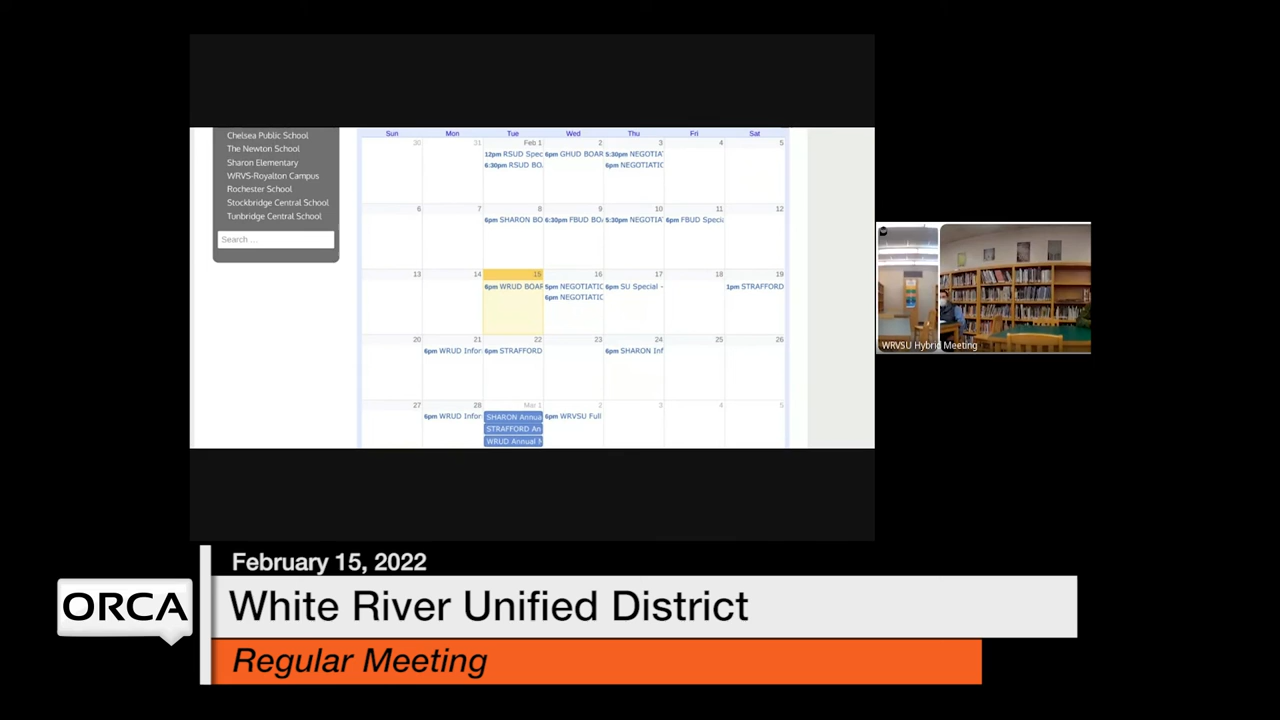 Chelsea Public School
The Newton School
Sharon Elementary
WRVS-Royalton Campus
Rochester School
Stockbridge Central School
Tunbridge Central School
Search ...
Sun Mon Tue Wed Thu Fri Sat
30 31 Feb 1 2 3 4 5
12pm RSUD Spec 6pm GHUD BOAR 5:30pm NEGOTIA
6:30pm RSUD BO 6pm NEGOTIATIC
6 7 8 9 10 11 12
6pm SHARON BO 6:30pm FBUD BO 5:30pm NEGOTIA 6pm FBUD Specia
13 14 15 16 17 18 19
6pm WRUD BOAR 5pm NEGOTIATIC 6pm SU Special - 1pm STRAFFORD
6pm NEGOTIATIC
20 21 22 23 24 25 26
6pm WRUD Infor 6pm STRAFFORD 6pm SHARON Inf
27 28 Mar 1 2 3 4 5
6pm WRUD Infor SHARON Annua 6pm WRVSU Full
STRAFFORD An
WRUD Annual M
WRVSU Hybrid Meeting
February 15, 2022
ORCA
White River Unified District
Regular Meeting